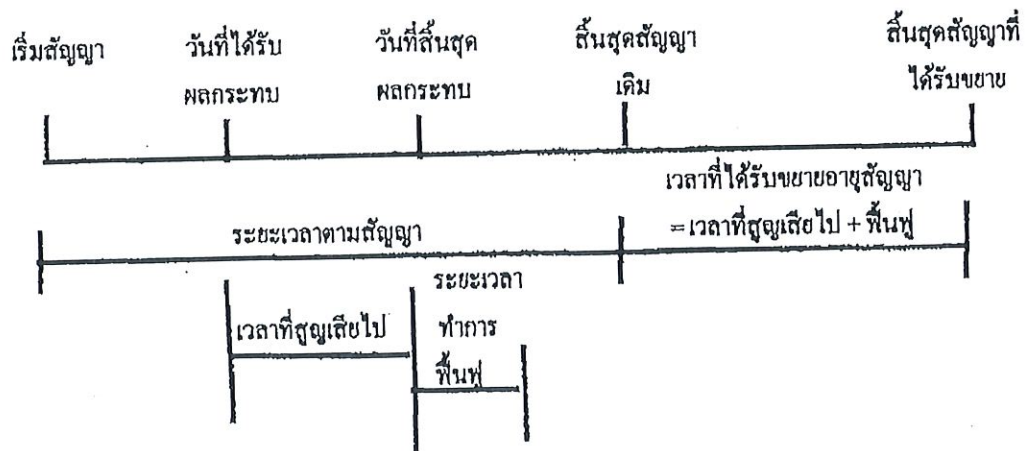 เริ่มสัญญา
วันที่ได้รับ
ผลกระทบ
วันที่สิ้นสุด
ผลกระทบ
สิ้นสุดสัญญา
เดิม
สิ้นสุดสัญญาที่
ได้รับขยาย
เวลาที่ได้รับขยายอายุสัญญา
=เวลาที่สูญเสียไป + ฟื้นฟู
ระยะเวลาตามสัญญา
เวลาที่สูญเสียไป
ระยะเวลา
ทำการ
ฟื้นฟู